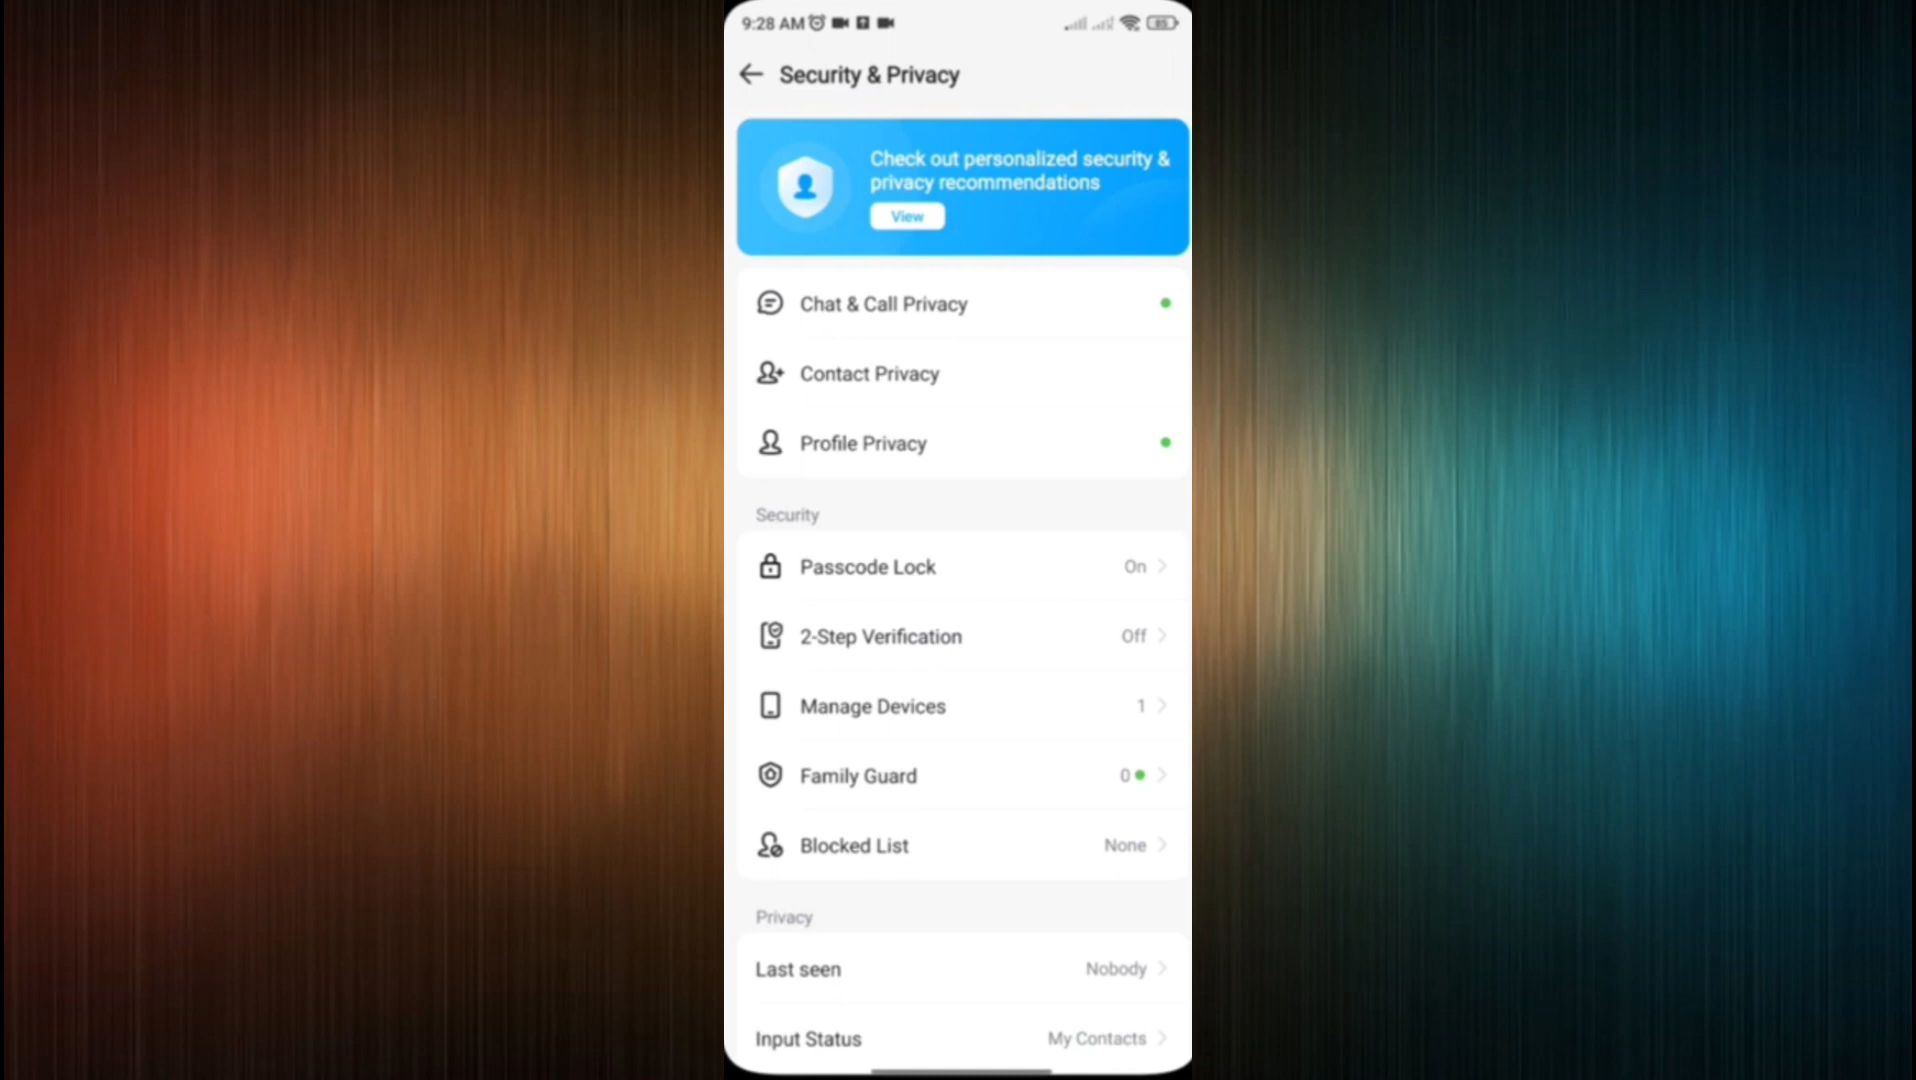 9:28 AM
85
Security & Privacy
Check out personalized security &
privacy recommendations
View
Chat & Call Privacy
Contact Privacy
Profile Privacy
Security
Passcode Lock On
2-Step Verification Off
Manage Devices 1
Family Guard 0
Blocked List None
Privacy
Last seen Nobody
Input Status My Contacts